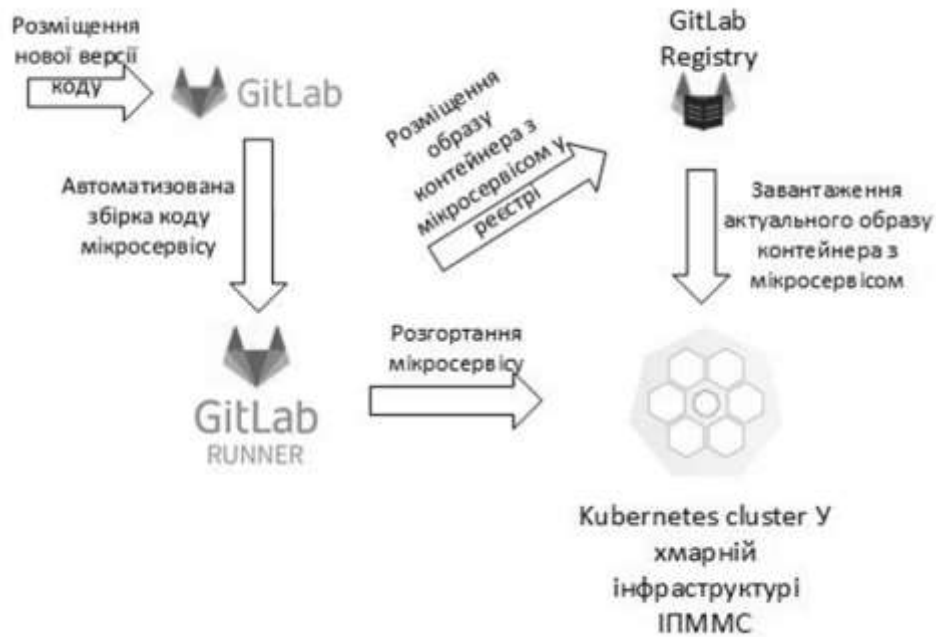 Розміщення
нової версії
коду
GitLab
Автоматизована
збірка коду
мікросервісу
GitLab
RUNNER
Розміщення
образу
контейнера з
мікросервісом у
реєстрі
Розгортання
мікросервісу
GitLab
Registry
Завантаження
актуального образу
контейнера з
мікросервісом
Kubernetes cluster У
хмарній
інфраструктурі
ІПММС